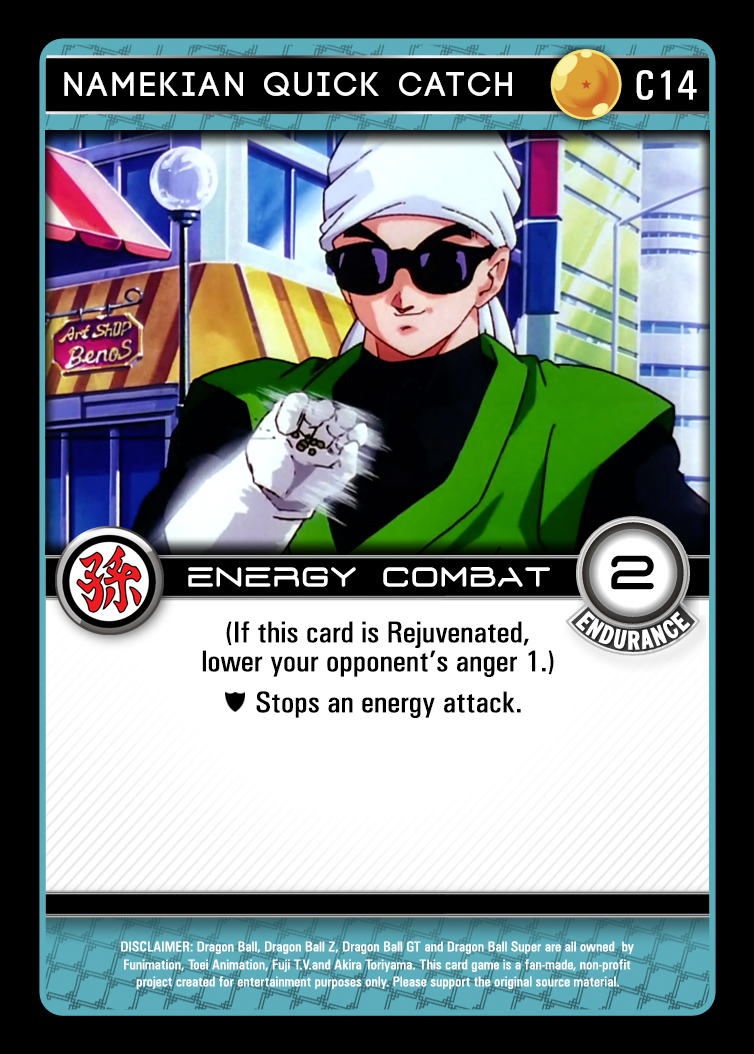 NAMEKIAN QUICK CATCH C14
Art Shop
Benos
孫
ENERGY COMBAT
2
ENDURANCE
(If this card is Rejuvenated,
lower your opponent's anger 1.)
Stops an energy attack.
DISCLAIMER: Dragon Ball, Dragon Ball Z, Dragon Ball GT and Dragon Ball Super are all owned by
Funimation, Toei Animation, Fuji T.V.and Akira Toriyama. This card game is a fan-made, non-profit
project created for entertainment purposes only. Please support the original source material.